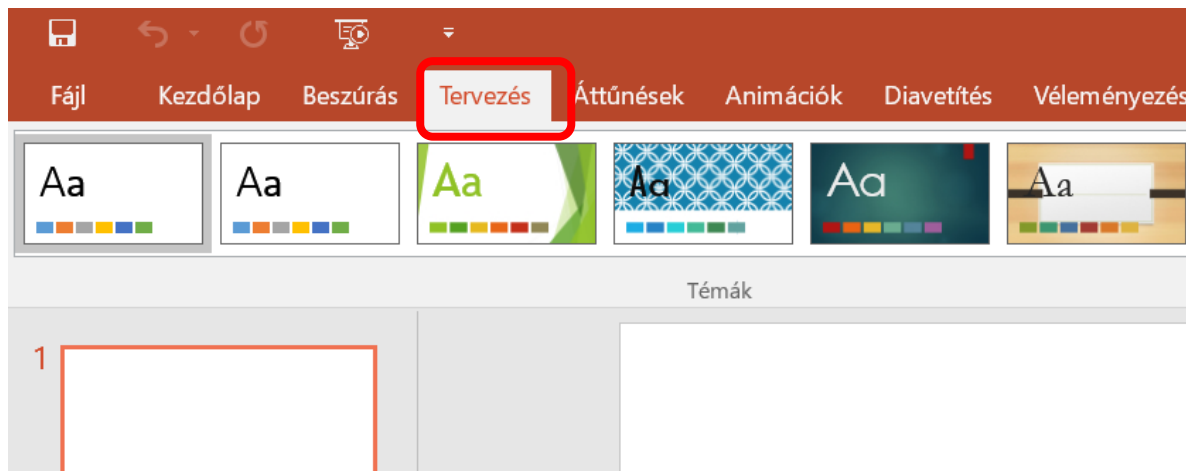 Fájl Kezdőlap Beszúrás Tervezés Áttűnések Animációk Diavetítés Véleményezés
Aa Aa Aa Aa Aa Aa
Témák
1